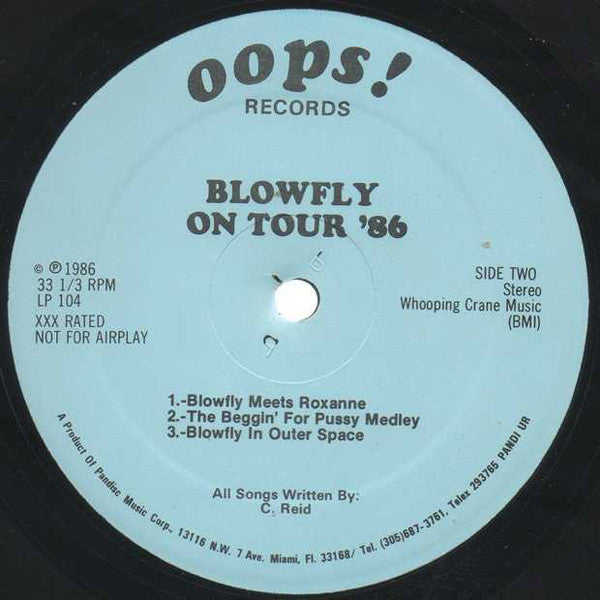 oops!
RECORDS
BLOWFLY
ON TOUR '86
© ℗ 1986
33 1/3 RPM
LP 104
XXX RATED
NOT FOR AIRPLAY
SIDE TWO
Stereo
Whooping Crane Music
(BMI)
1.-Blowfly Meets Roxanne
2.-The Beggin' For Pussy Medley
3.-Blowfly In Outer Space
All Songs Written By:
C. Reid
A Product Of Pandisc Music Corp., 13116 N.W. 7 Ave. Miami, Fl. 33168/ Tel. (305)687-3761, Telex 293765 PANDI UR